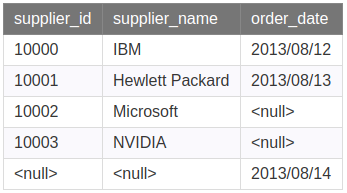 supplier_id supplier_name order_date
10000 IBM 2013/08/12
10001 Hewlett Packard 2013/08/13
10002 Microsoft <null>
10003 NVIDIA <null>
<null> <null> 2013/08/14